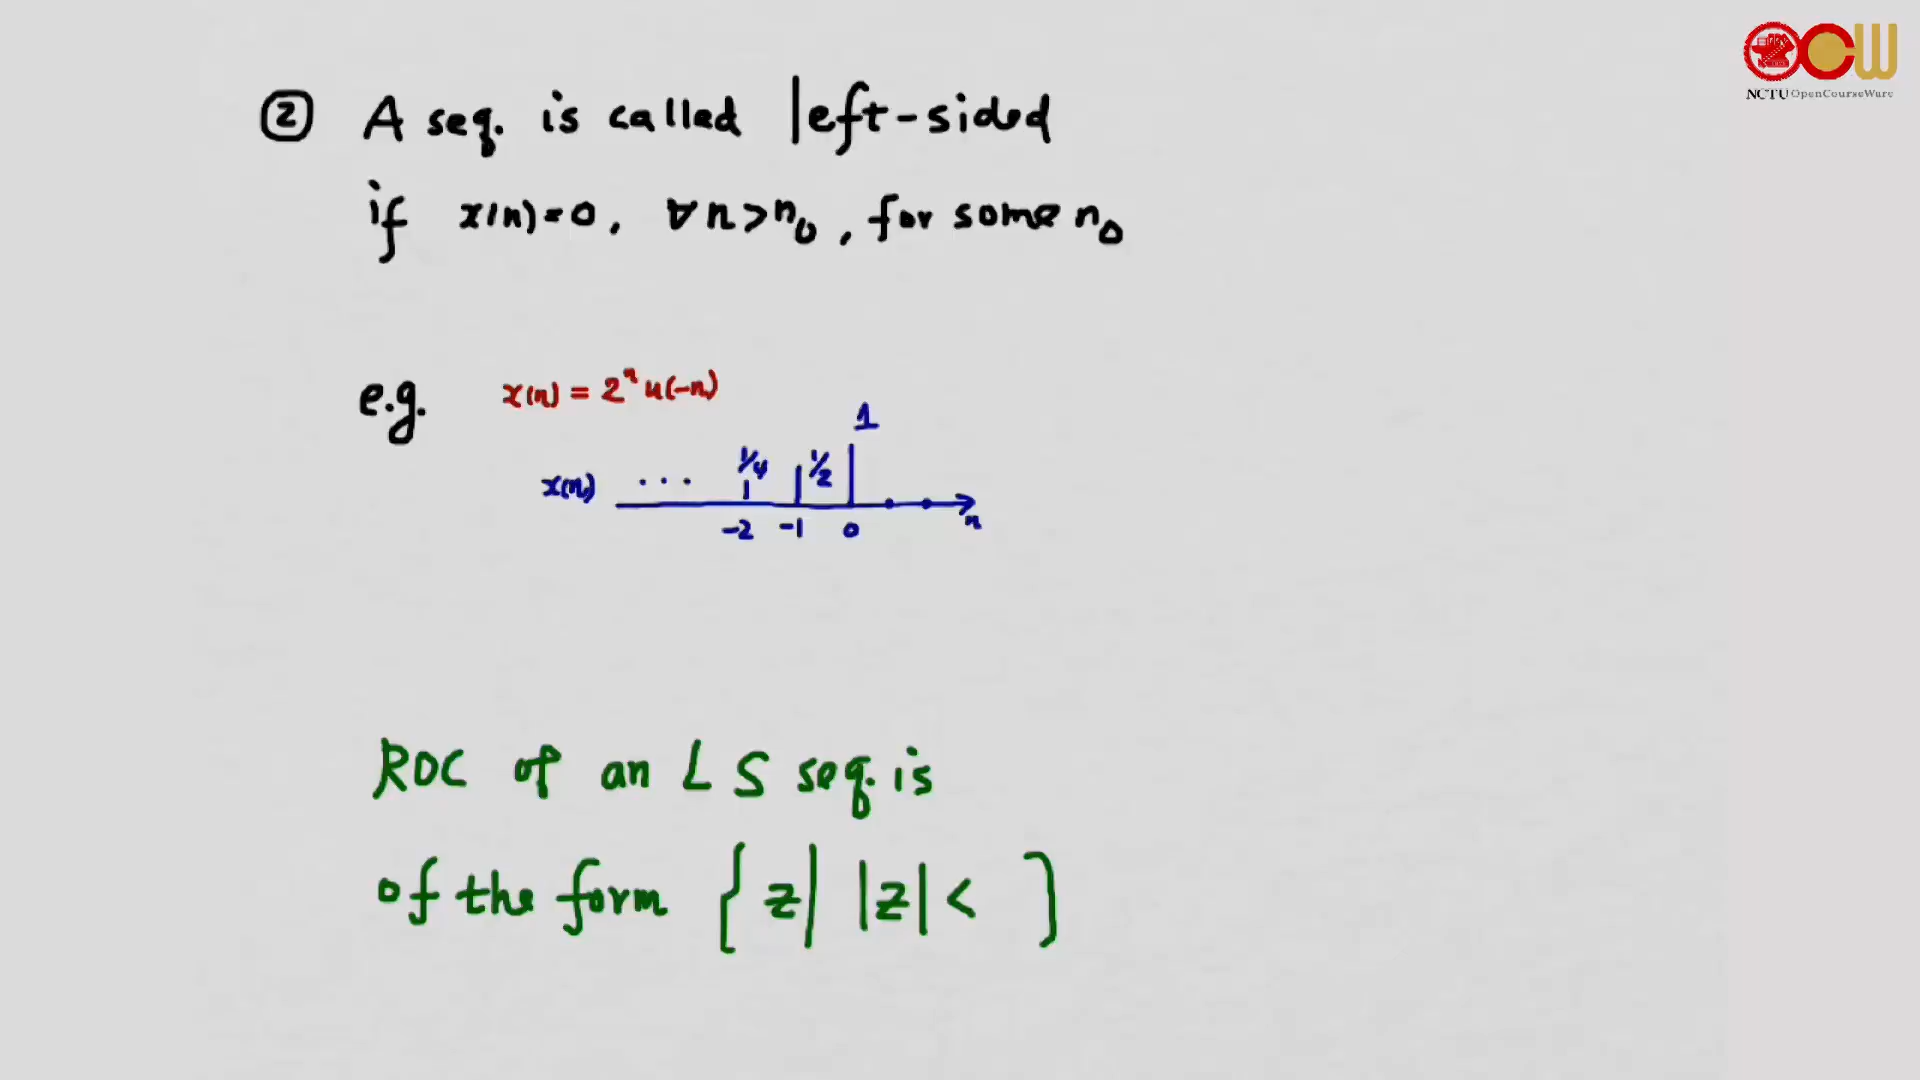 NCTU OpenCourseWare
② A seq. is called left-sided
if x(n)=0, ∀n>n₀, for some n₀
e.g. x(n) = 2ⁿ u(-n)
1
1/4 1/2
x(n) ...
-2 -1 0 n
ROC of an LS seq. is
of the form {z| |z|< }